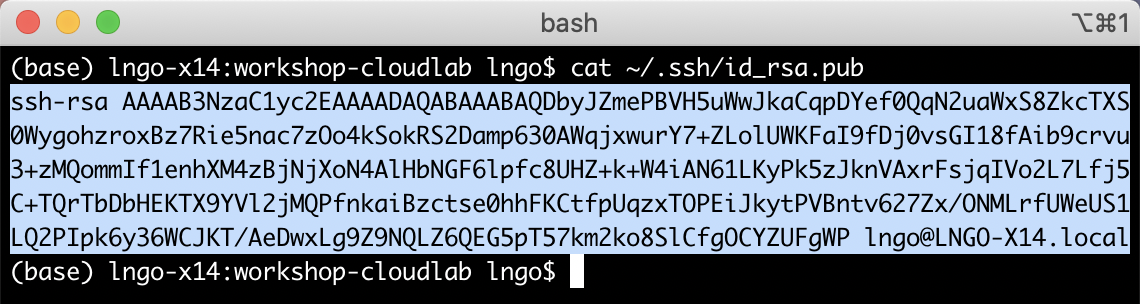 bash
⌥⌘1
(base) lngo-x14:workshop-cloudlab lngo$ cat ~/.ssh/id_rsa.pub
ssh-rsa AAAAB3NzaC1yc2EAAAADAQABAAABAQDbyJZmePBVH5uWwJkaCqpDYef0QqN2uaWxS8ZkcTXS
0WygohzroxBz7Rie5nac7zOo4kSokRS2Damp630AWqjxwurY7+ZLolUWKFaI9fDj0vsGI18fAib9crvu
3+zMQommIf1enhXM4zBjNjXoN4AlHbNGF6lpfc8UHZ+k+W4iAN61LKyPk5zJknVAxrFsjqIVo2L7Lfj5
C+TQrTbDbHEKTX9YVl2jMQPfnkaiBzctse0hhFKCtfpUqzxTOPEiJkytPVBntv627Zx/ONMLrfUWeUS1
LQ2PIpk6y36WCJKT/AeDwxLg9Z9NQLZ6QEG5pT57km2ko8SlCfgOCYZUFgWP lngo@LNGO-X14.local
(base) lngo-x14:workshop-cloudlab lngo$